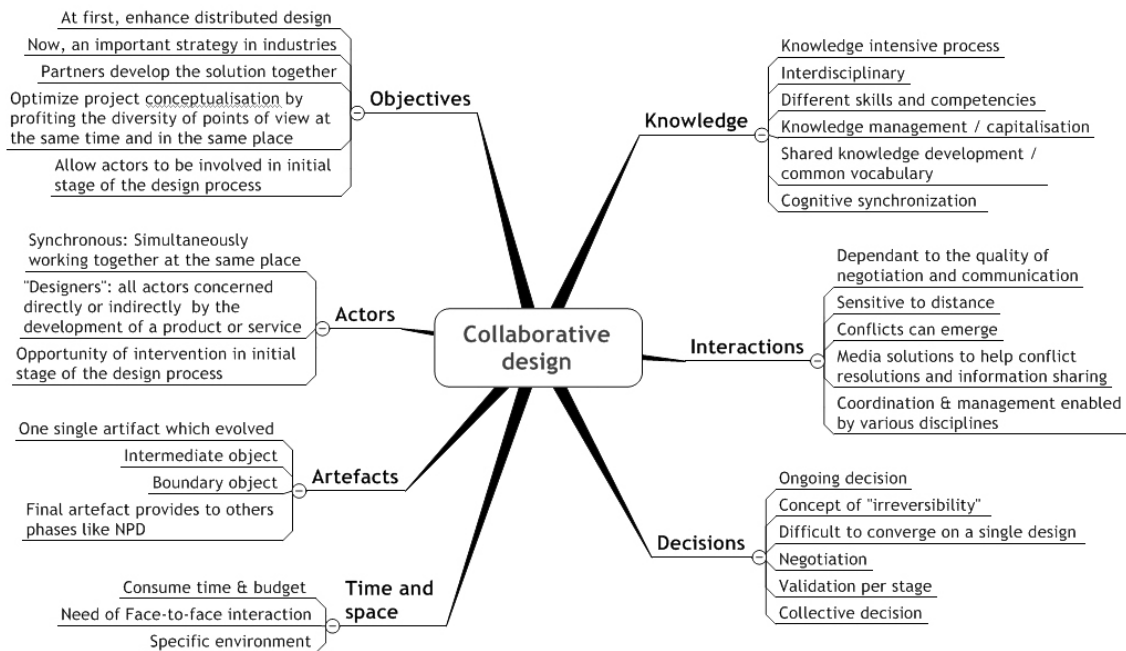 Collaborative
design
Objectives
At first, enhance distributed design
Now, an important strategy in industries
Partners develop the solution together
Optimize project conceptualisation by
profiting the diversity of points of view at
the same time and in the same place
Allow actors to be involved in initial
stage of the design process
Actors
Synchronous: Simultaneously
working together at the same place
"Designers": all actors concerned
directly or indirectly by the
development of a product or service
Opportunity of intervention in initial
stage of the design process
Artefacts
One single artifact which evolved
Intermediate object
Boundary object
Final artefact provides to others
phases like NPD
Time and
space
Consume time & budget
Need of Face-to-face interaction
Specific environment
Knowledge
Knowledge intensive process
Interdisciplinary
Different skills and competencies
Knowledge management / capitalisation
Shared knowledge development /
common vocabulary
Cognitive synchronization
Interactions
Dependant to the quality of
negotiation and communication
Sensitive to distance
Conflicts can emerge
Media solutions to help conflict
resolutions and information sharing
Coordination & management enabled
by various disciplines
Decisions
Ongoing decision
Concept of "irreversibility"
Difficult to converge on a single design
Negotiation
Validation per stage
Collective decision